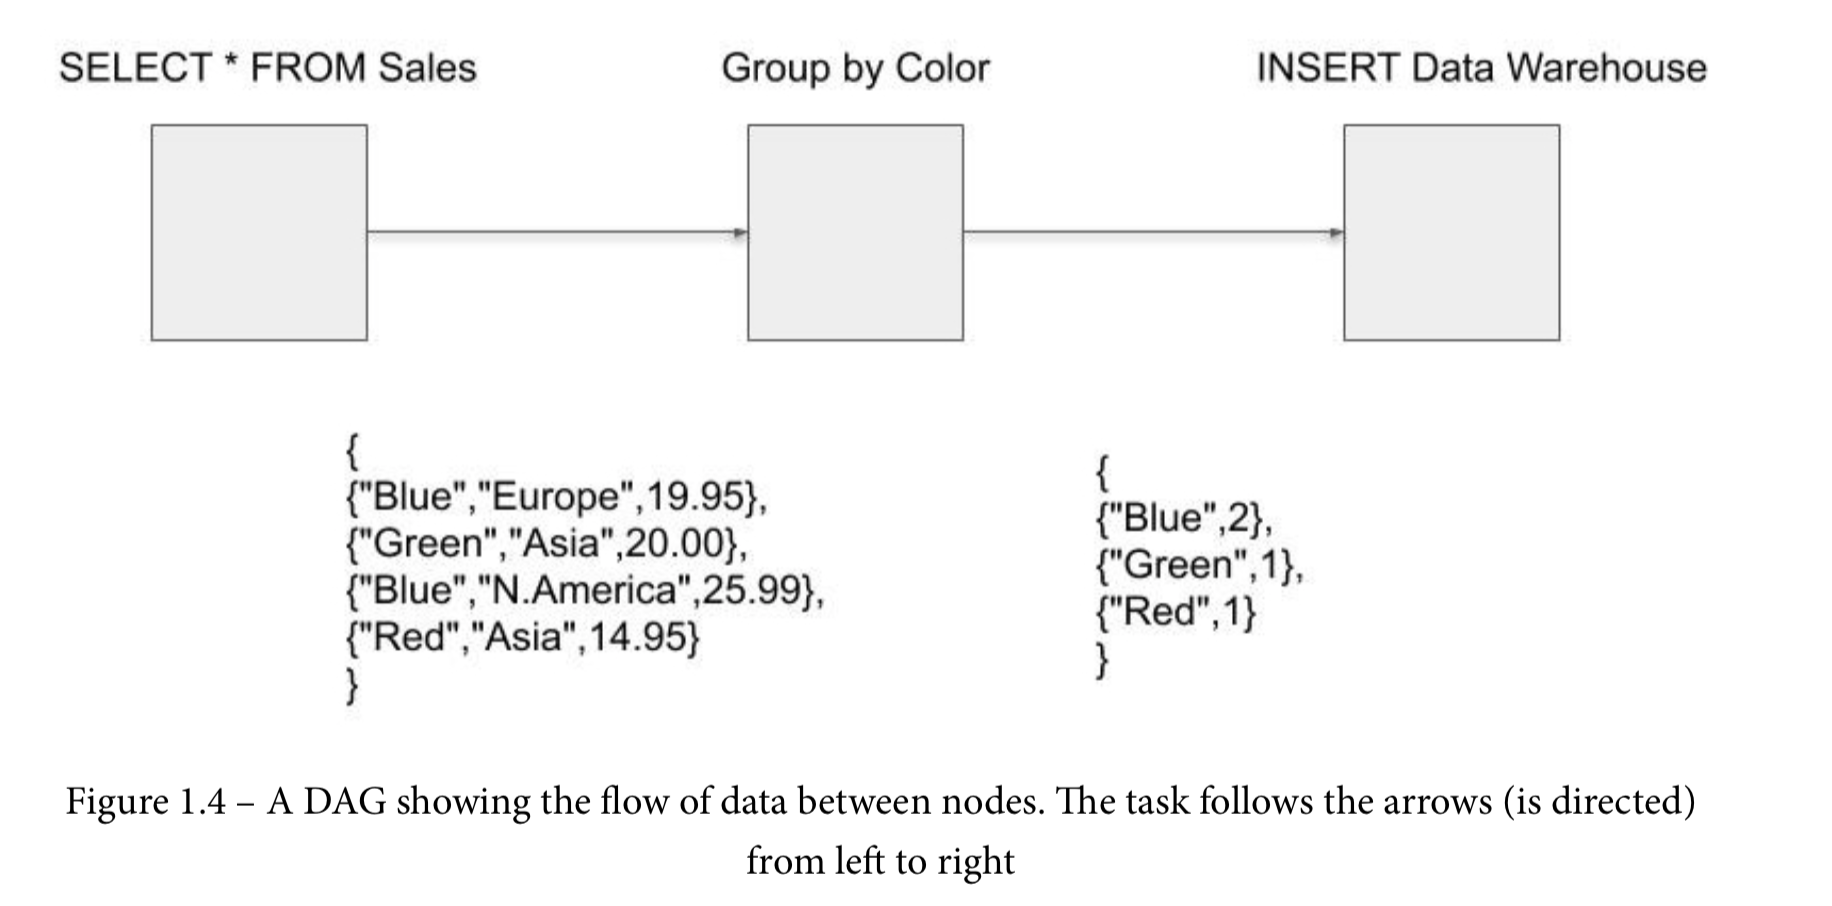 SELECT * FROM Sales
Group by Color
INSERT Data Warehouse
{
{"Blue","Europe",19.95},
{"Green","Asia",20.00},
{"Blue","N.America",25.99},
{"Red","Asia",14.95}
}
{
{"Blue",2},
{"Green",1},
{"Red",1}
}
Figure 1.4 – A DAG showing the flow of data between nodes. The task follows the arrows (is directed)
from left to right